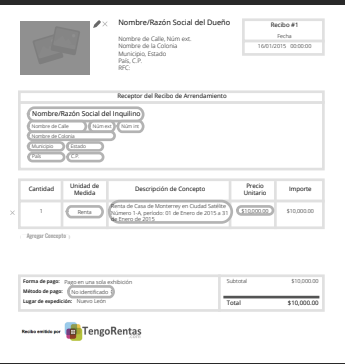 Nombre/Razón Social del Dueño
Nombre de Calle, Núm ext.
Nombre de la Colonia
Municipio, Estado
País, C.P.
RFC:
Recibo #1
Fecha
16/01/2015 00:00:00
Receptor del Recibo de Arrendamiento
Nombre/Razón Social del Inquilino
Nombre de Calle Núm ext Núm int
Nombre de Colonia
Municipio Estado
País C.P.
Cantidad Unidad de Medida Descripción de Concepto Precio Unitario Importe
1 Renta Renta de Casa de Monterrey en Ciudad Satélite $10,000.00 $10,000.00
Número 1-A, periodo: 01 de Enero de 2015 a 31
de Enero de 2015
Agregar Concepto
Forma de pago: Pago en una sola exhibición
Método de pago: No identificado
Lugar de expedición: Nuevo León
Subtotal $10,000.00
Total $10,000.00
Recibo emitido por TengoRentas
.com